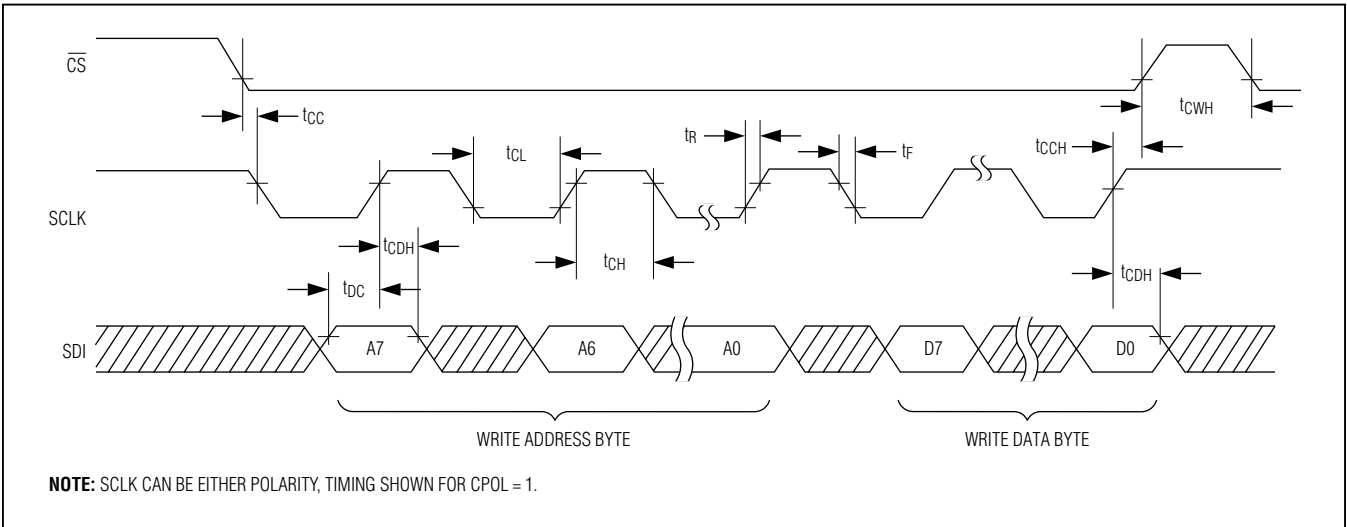 CS
tCC
tCL
tR
tF
tCCH
tCWH
SCLK
tCDH
tCH
tDC
tCDH
SDI
A7
A6
A0
D7
D0
WRITE ADDRESS BYTE
WRITE DATA BYTE
NOTE: SCLK CAN BE EITHER POLARITY, TIMING SHOWN FOR CPOL = 1.